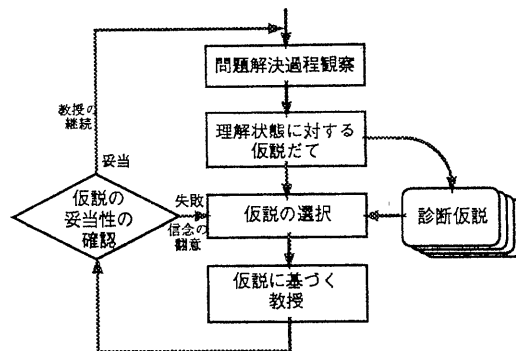 問題解決過程観察
教授の
継続
理解状態に対する
仮説だて
妥当
仮説の
妥当性の
確認
失敗
信念の
翻意
仮説の選択
診断仮説
仮説に基づく
教授